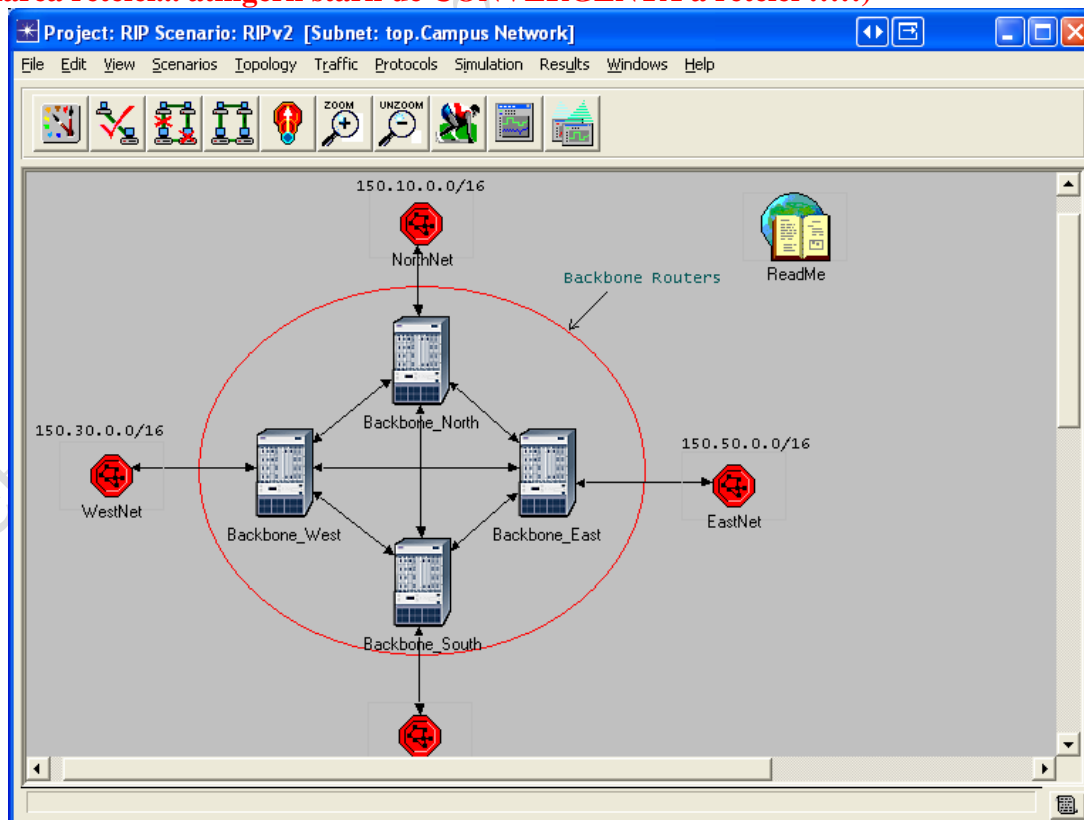 Project: RIP Scenario: RIPv2 [Subnet: top.Campus Network]
File Edit View Scenarios Topology Traffic Protocols Simulation Results Windows Help
ZOOM UNZOOM
150.10.0.0/16
NorthNet
ReadMe
Backbone Routers
Backbone_North
150.30.0.0/16
150.50.0.0/16
WestNet
EastNet
Backbone_West
Backbone_East
Backbone_South